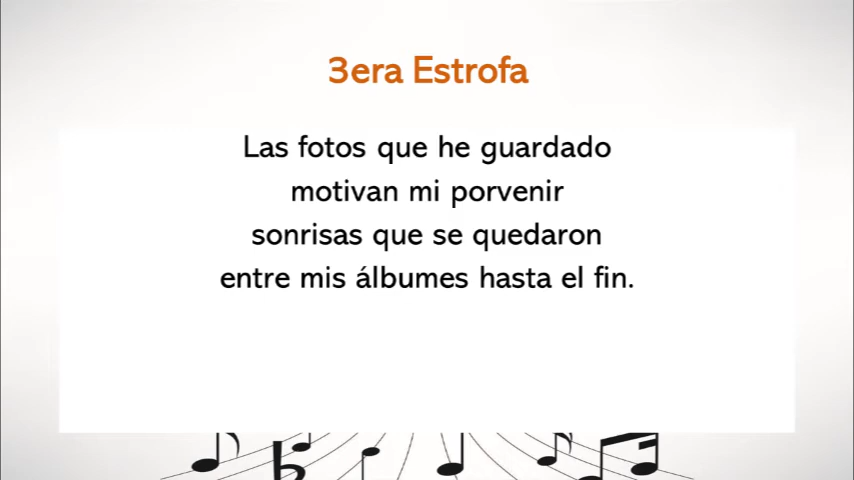 3era Estrofa
Las fotos que he guardado
motivan mi porvenir
sonrisas que se quedaron
entre mis álbumes hasta el fin.